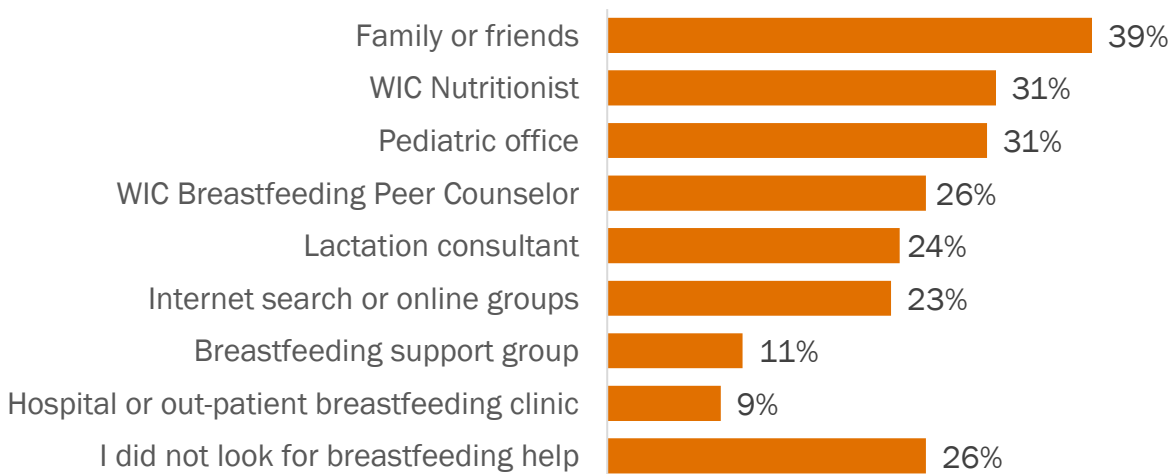 Family or friends 39%
WIC Nutritionist 31%
Pediatric office 31%
WIC Breastfeeding Peer Counselor 26%
Lactation consultant 24%
Internet search or online groups 23%
Breastfeeding support group 11%
Hospital or out-patient breastfeeding clinic 9%
I did not look for breastfeeding help 26%